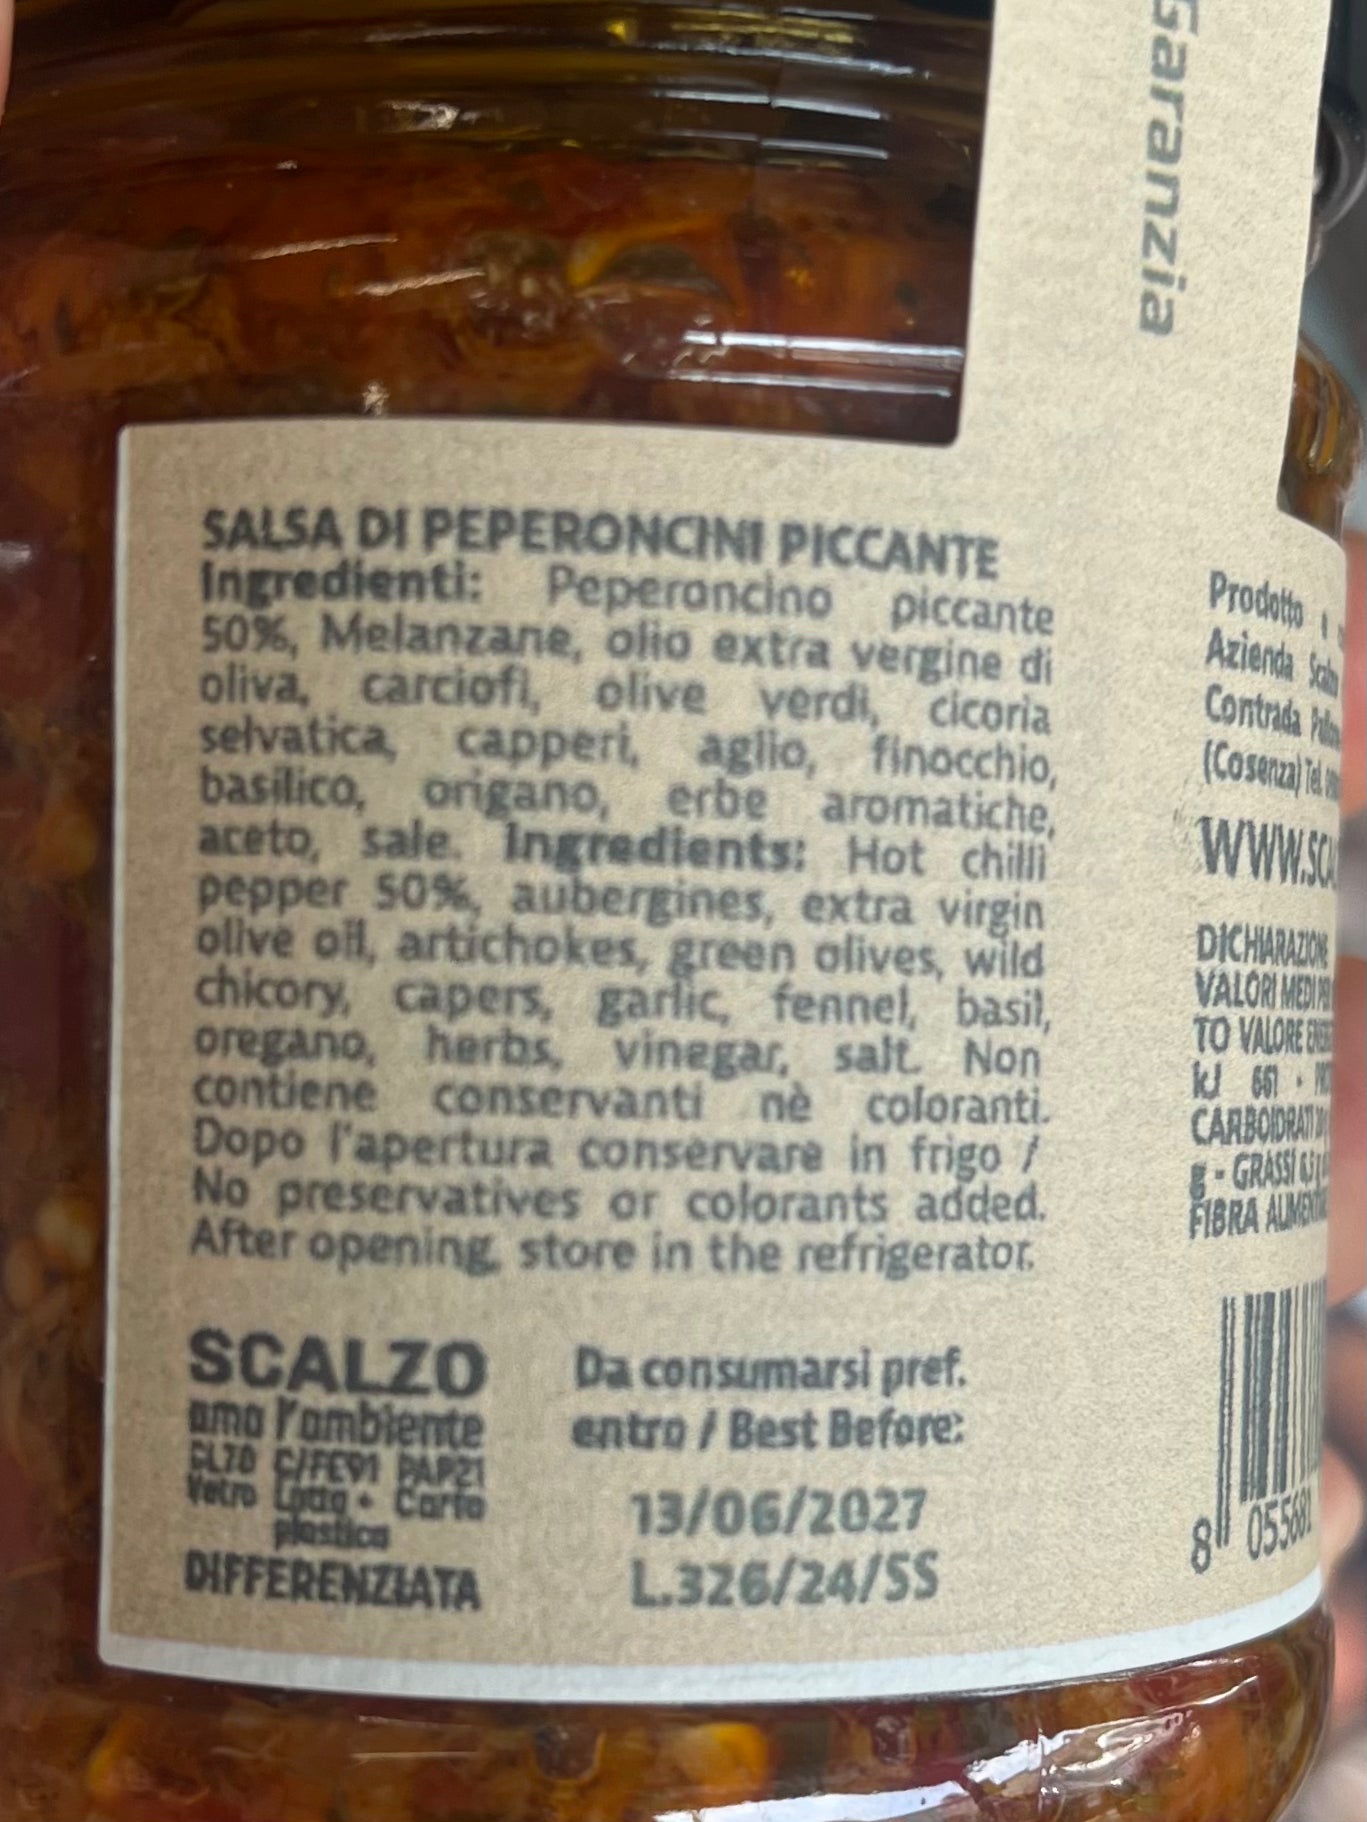 Garanzia
SALSA DI PEPERONCINI PICCANTE
Ingredienti: Peperoncino piccante
50%, Melanzane, olio extra vergine di
oliva, carciofi, olive verdi, cicoria
selvatica, capperi, aglio, finocchio,
basilico, origano, erbe aromatiche,
aceto, sale. Ingredients: Hot chilli
pepper 50%, aubergines, extra virgin
olive oil, artichokes, green olives, wild
chicory, capers, garlic, fennel, basil,
oregano, herbs, vinegar, salt. Non
contiene conservanti nè coloranti.
Dopo l'apertura conservare in frigo /
No preservatives or colorants added.
After opening, store in the refrigerator.
SCALZO
ama l'ambiente
GL70 C/FE91 PAP21
Vetro Latta + Carta
plastica
DIFFERENZIATA
Da consumarsi pref.
entro / Best Before:
13/06/2027
L.326/24/SS
Prodotto
Azienda
Contrada
(Cosenza) Tel.
WWW.SCA
DICHIARAZIONE
VALORI MEDI
TO VALORE
kJ 661
CARBOIDRATI
g - GRASSI
FIBRA
8 055681